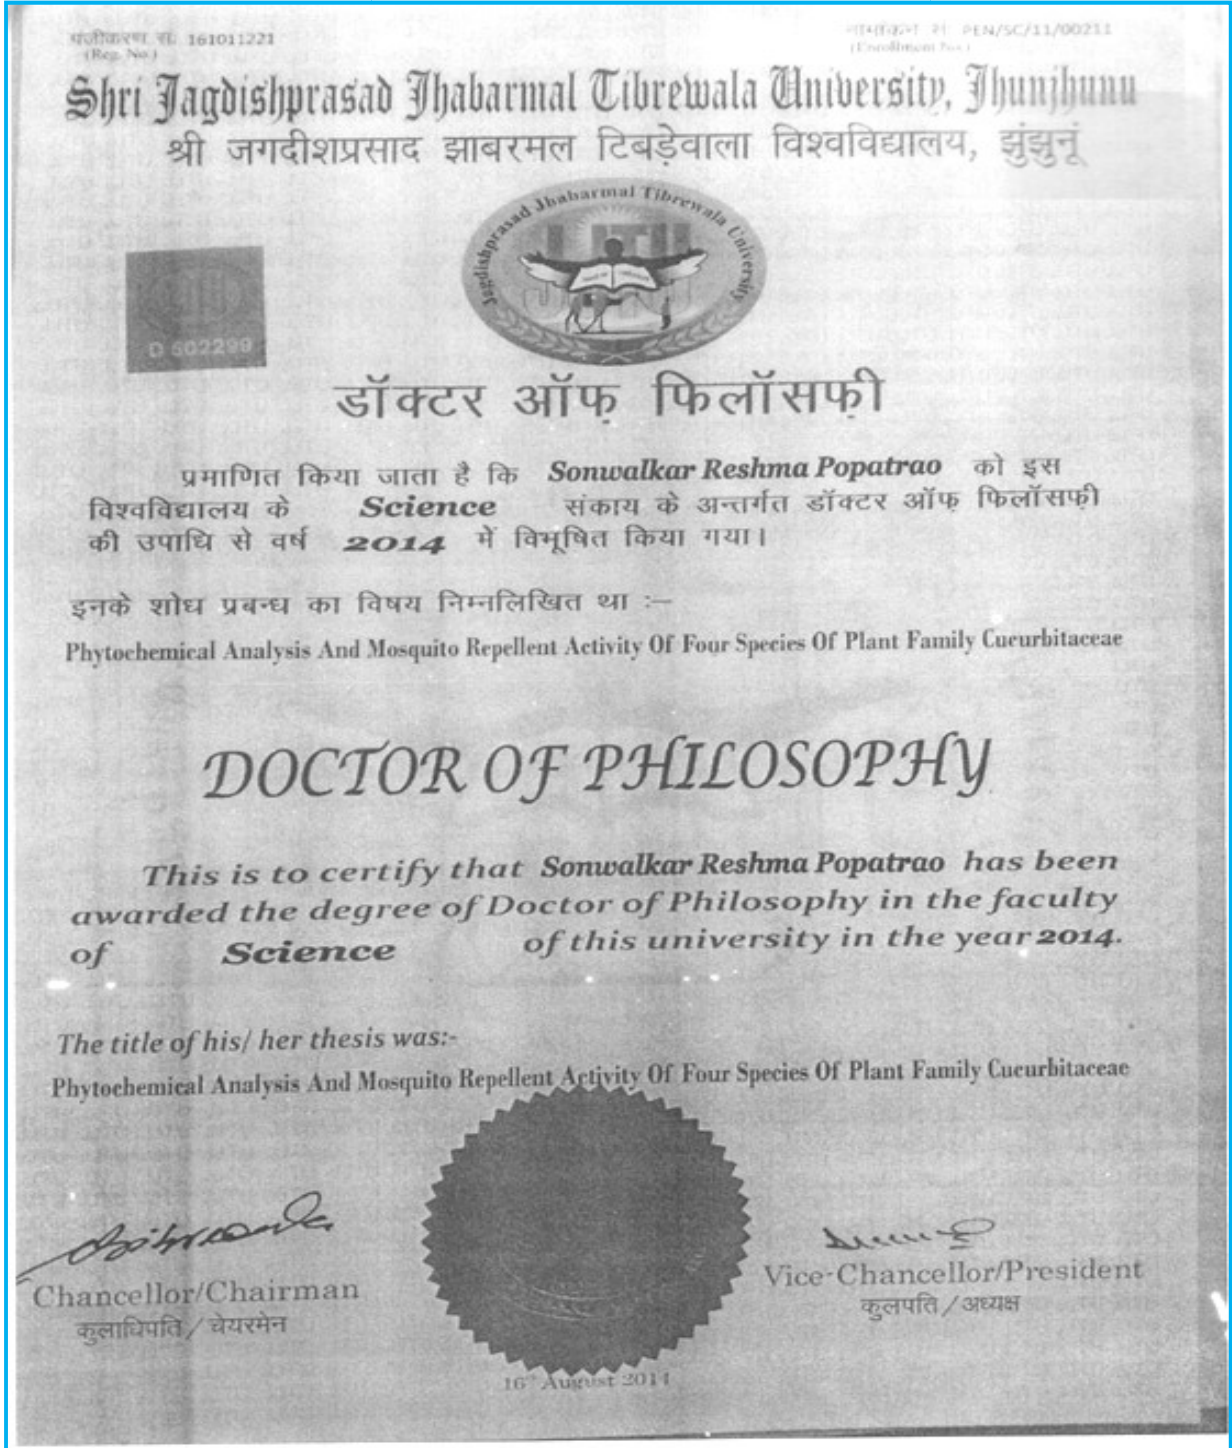 पंजीकरण सं. 161011221
(Reg. No.)
नामांकन सं. PEN/SC/11/00211
(Enrollment No.)
Shri Jagdishprasad Jhabarmal Tibrewala University, Jhunjhunu
श्री जगदीशप्रसाद झाबरमल टिबड़ेवाला विश्वविद्यालय, झुंझुनूं
Jagdishprasad Jhabarmal Tibrewala University
D 502299
डॉक्टर ऑफ़ फिलॉसफ़ी
प्रमाणित किया जाता है कि Sonwalkar Reshma Popatrao को इस
विश्वविद्यालय के Science संकाय के अन्तर्गत डॉक्टर ऑफ़ फिलॉसफ़ी
की उपाधि से वर्ष 2014 में विभूषित किया गया।
इनके शोध प्रबन्ध का विषय निम्नलिखित था :–
Phytochemical Analysis And Mosquito Repellent Activity Of Four Species Of Plant Family Cucurbitaceae
DOCTOR OF PHILOSOPHY
This is to certify that Sonwalkar Reshma Popatrao has been
awarded the degree of Doctor of Philosophy in the faculty
of Science of this university in the year 2014.
The title of his/ her thesis was:-
Phytochemical Analysis And Mosquito Repellent Activity Of Four Species Of Plant Family Cucurbitaceae
Chancellor/Chairman
कुलाधिपति / चेयरमेन
Vice-Chancellor/President
कुलपति / अध्यक्ष
16th August 2014